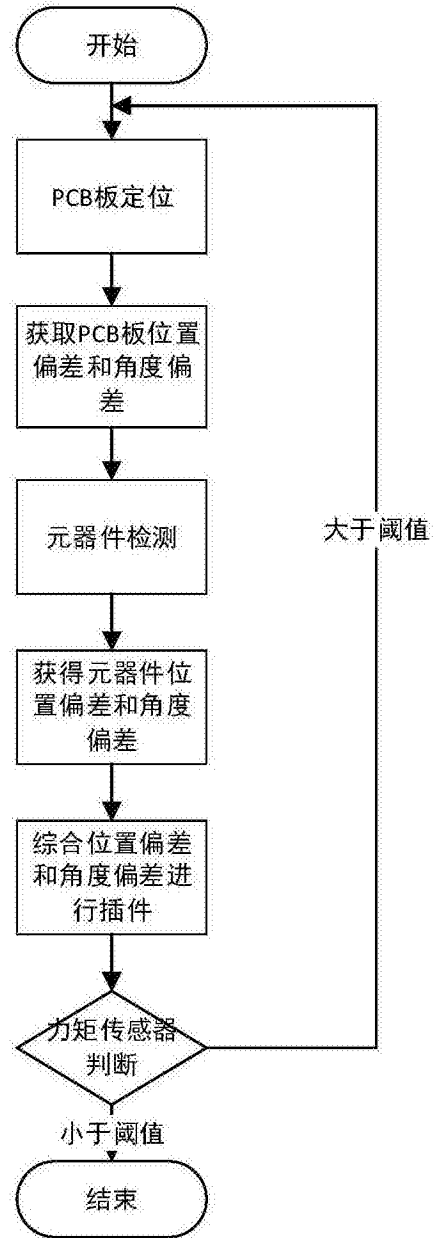 开始
PCB板定位
获取PCB板位置
偏差和角度偏
差
元器件检测
大于阈值
获得元器件位
置偏差和角度
偏差
综合位置偏差
和角度偏差进
行插件
力矩传感器
判断
小于阈值
结束